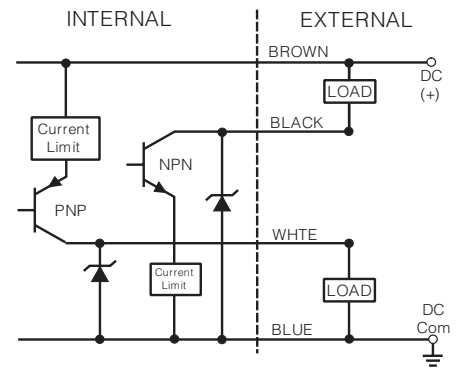 INTERNAL
EXTERNAL
BROWN
DC
(+)
LOAD
Current
Limit
BLACK
NPN
PNP
WHTE
Current
Limit
LOAD
DC
Com
BLUE